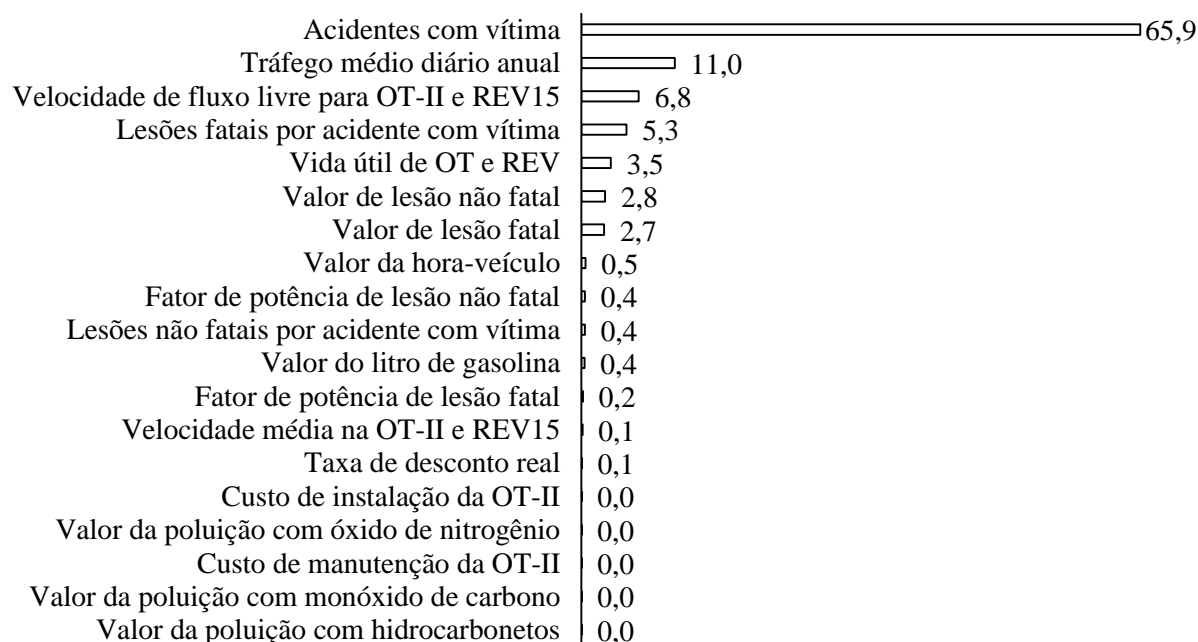 Acidentes com vítima 65,9
Tráfego médio diário anual 11,0
Velocidade de fluxo livre para OT-II e REV15 6,8
Lesões fatais por acidente com vítima 5,3
Vida útil de OT e REV 3,5
Valor de lesão não fatal 2,8
Valor de lesão fatal 2,7
Valor da hora-veículo 0,5
Fator de potência de lesão não fatal 0,4
Lesões não fatais por acidente com vítima 0,4
Valor do litro de gasolina 0,4
Fator de potência de lesão fatal 0,2
Velocidade média na OT-II e REV15 0,1
Taxa de desconto real 0,1
Custo de instalação da OT-II 0,0
Valor da poluição com óxido de nitrogênio 0,0
Custo de manutenção da OT-II 0,0
Valor da poluição com monóxido de carbono 0,0
Valor da poluição com hidrocarbonetos 0,0